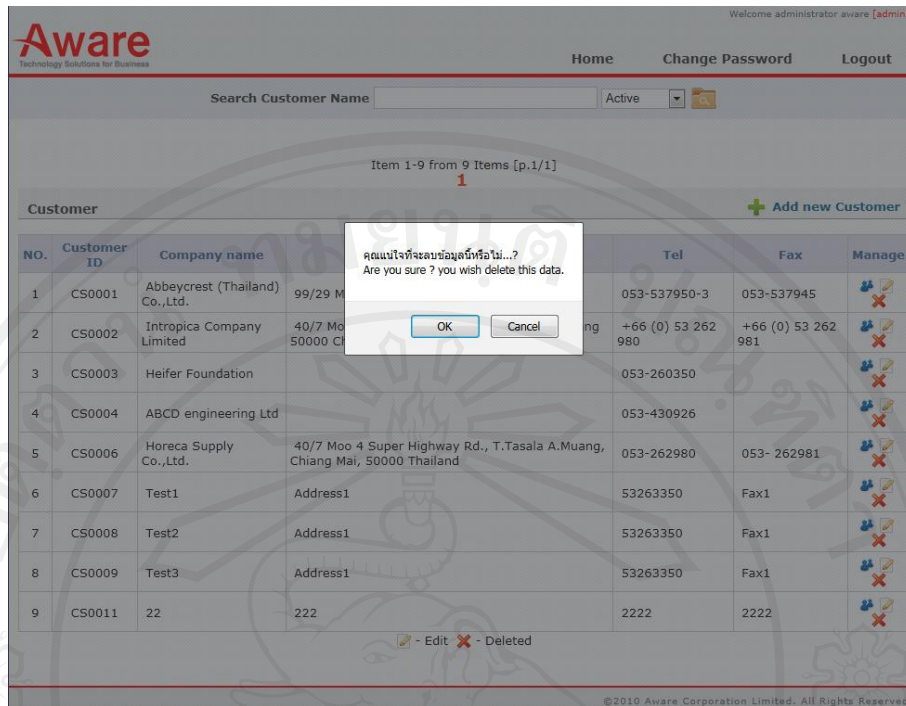 Welcome administrator aware [admin
Aware
Technology Solutions for Business
Home Change Password Logout
Search Customer Name Active
Item 1-9 from 9 Items [p.1/1]
1
Customer Add new Customer
NO. Customer ID Company name Tel Fax Manage
คุณแน่ใจที่จะลบข้อมูลนี้หรือไม่...?
Are you sure ? you wish delete this data.
OK Cancel
1 CS0001 Abbeycrest (Thailand) Co.,Ltd. 99/29 M 053-537950-3 053-537945
2 CS0002 Intropica Company Limited 40/7 Mo ng 50000 Ch +66 (0) 53 262 980 +66 (0) 53 262 981
3 CS0003 Heifer Foundation 053-260350
4 CS0004 ABCD engineering Ltd 053-430926
5 CS0006 Horeca Supply Co.,Ltd. 40/7 Moo 4 Super Highway Rd., T.Tasala A.Muang, Chiang Mai, 50000 Thailand 053-262980 053- 262981
6 CS0007 Test1 Address1 53263350 Fax1
7 CS0008 Test2 Address1 53263350 Fax1
8 CS0009 Test3 Address1 53263350 Fax1
9 CS0011 22 222 2222 2222
- Edit - Deleted
©2010 Aware Corporation Limited. All Rights Reserved